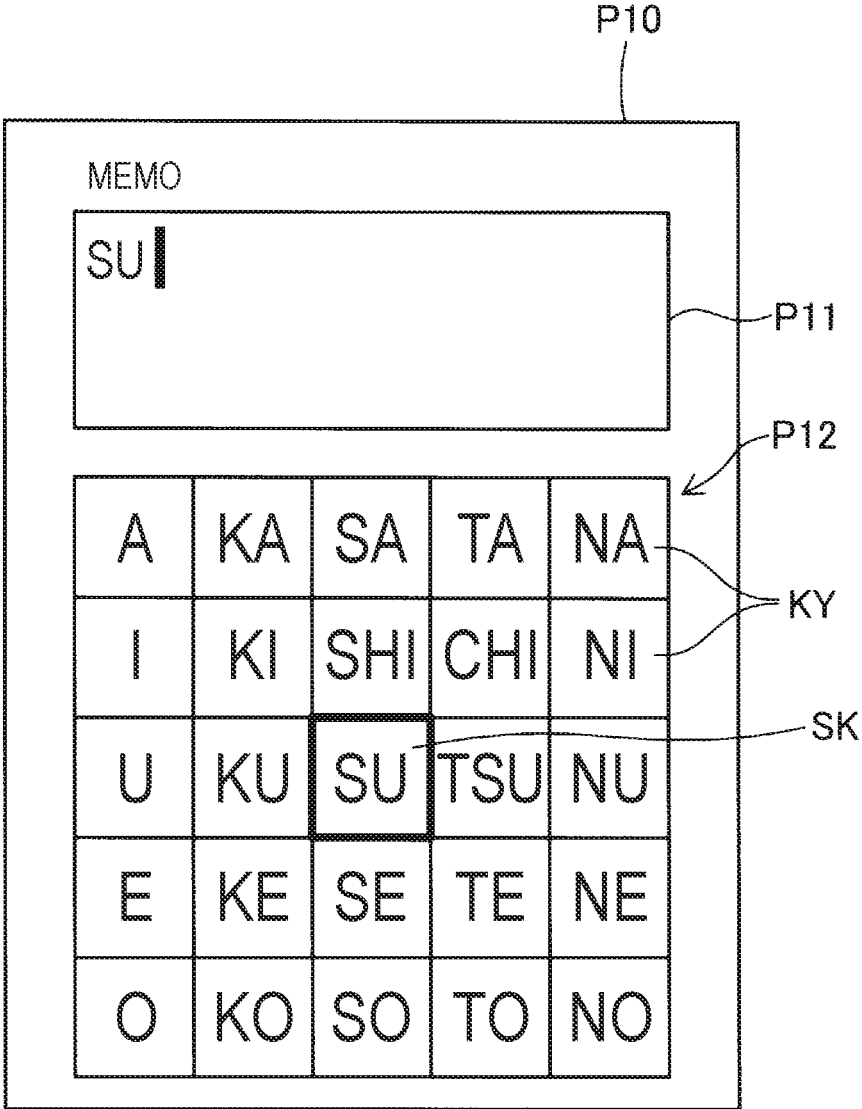 P10
MEMO
SU
P11
P12
A KA SA TA NA
KY
I KI SHI CHI NI
SK
U KU SU TSU NU
E KE SE TE NE
O KO SO TO NO